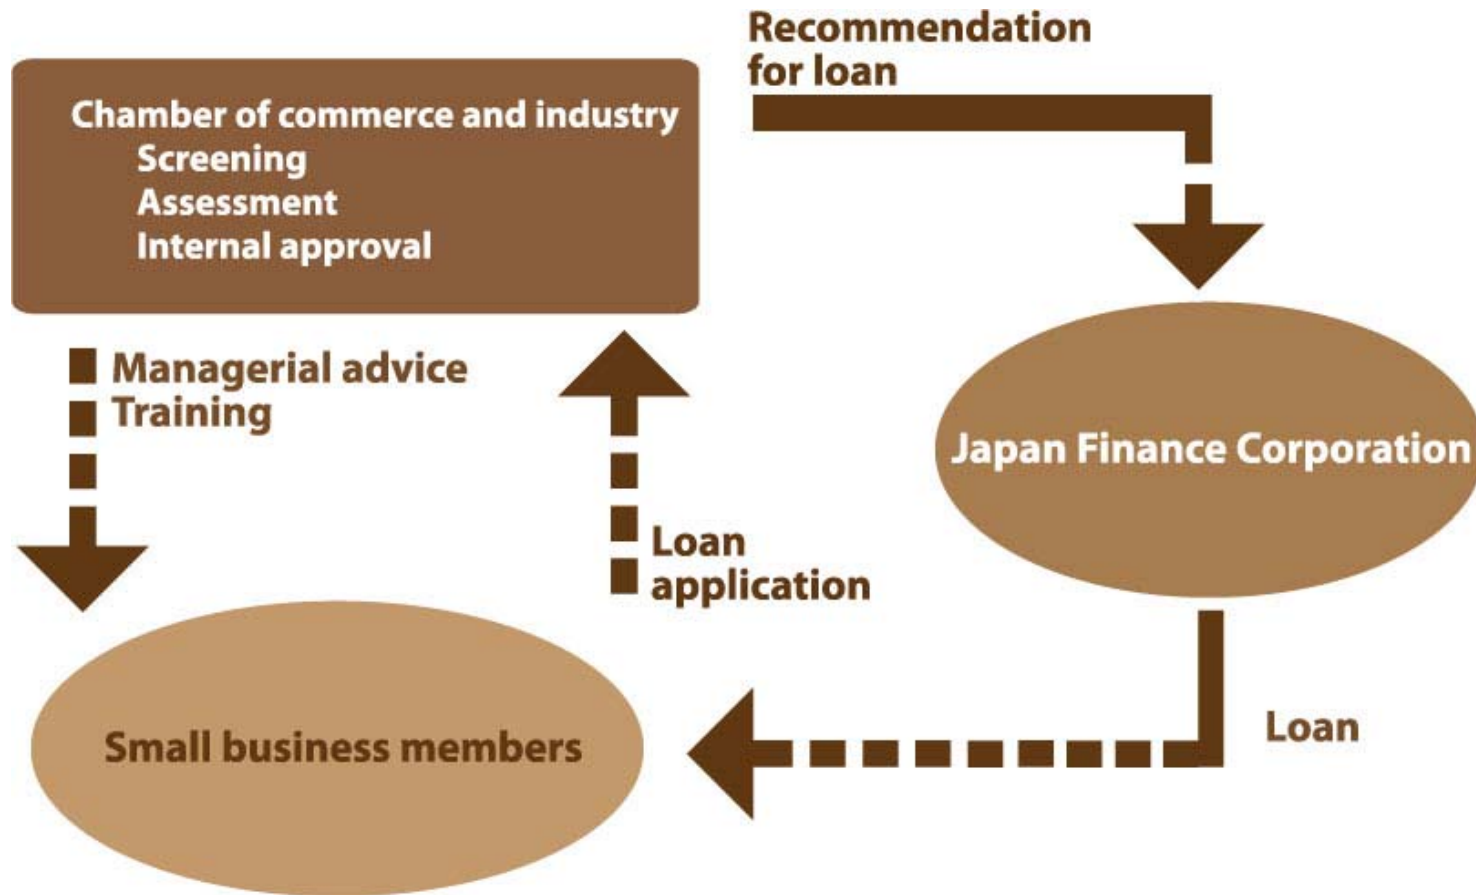 Recommendation
for loan
Chamber of commerce and industry
Screening
Assessment
Internal approval
Managerial advice
Training
Loan
application
Japan Finance Corporation
Small business members
Loan